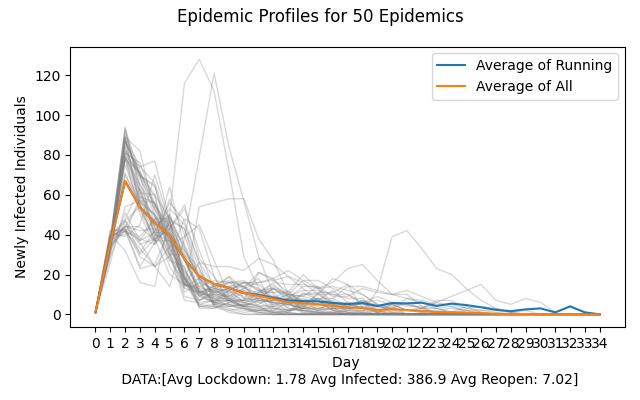 Epidemic Profiles for 50 Epidemics
Average of Running
Average of All
120
100
80
60
40
20
0
Newly Infected Individuals
0 1 2 3 4 5 6 7 8 9 10 11 12 13 14 15 16 17 18 19 20 21 22 23 24 25 26 27 28 29 30 31 32 33 34
Day
DATA:[Avg Lockdown: 1.78 Avg Infected: 386.9 Avg Reopen: 7.02]